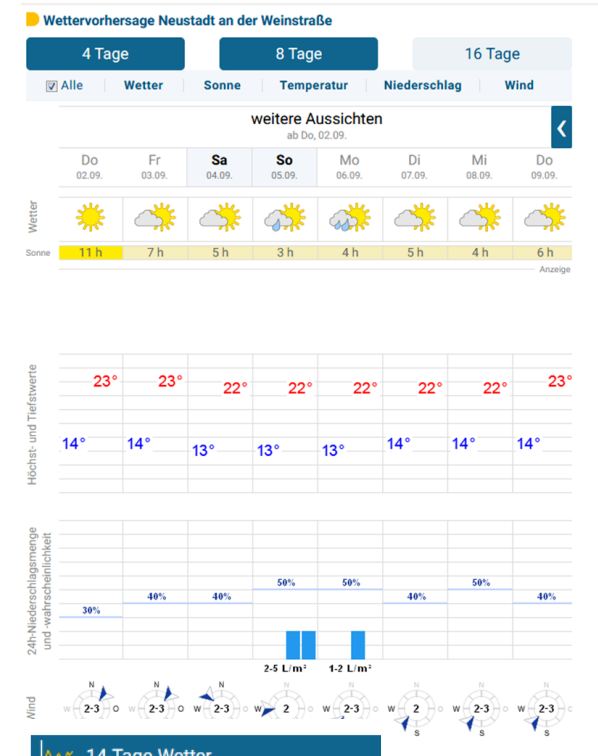 Wettervorhersage Neustadt an der Weinstraße
4 Tage 8 Tage 16 Tage
Alle Wetter Sonne Temperatur Niederschlag Wind
weitere Aussichten
ab Do, 02.09.
Do Fr Sa So Mo Di Mi Do
02.09. 03.09. 04.09. 05.09. 06.09. 07.09. 08.09. 09.09.
Wetter
Sonne 11 h 7 h 5 h 3 h 4 h 5 h 4 h 6 h
Anzeige
Höchst- und Tiefstwerte
23° 23° 22° 22° 22° 22° 22° 23°
14° 14° 13° 13° 13° 14° 14° 14°
24h-Niederschlagsmenge
und -wahrscheinlichkeit
30% 40% 40% 50% 50% 40% 50% 40%
2-5 L/m² 1-2 L/m²
Wind
N N N N N N N N
W 2-3 O W 2-3 O W 2-3 O W 2 O W 2-3 O W 2 O W 2-3 O W 2-3 O
S S S
14 Tage Wetter